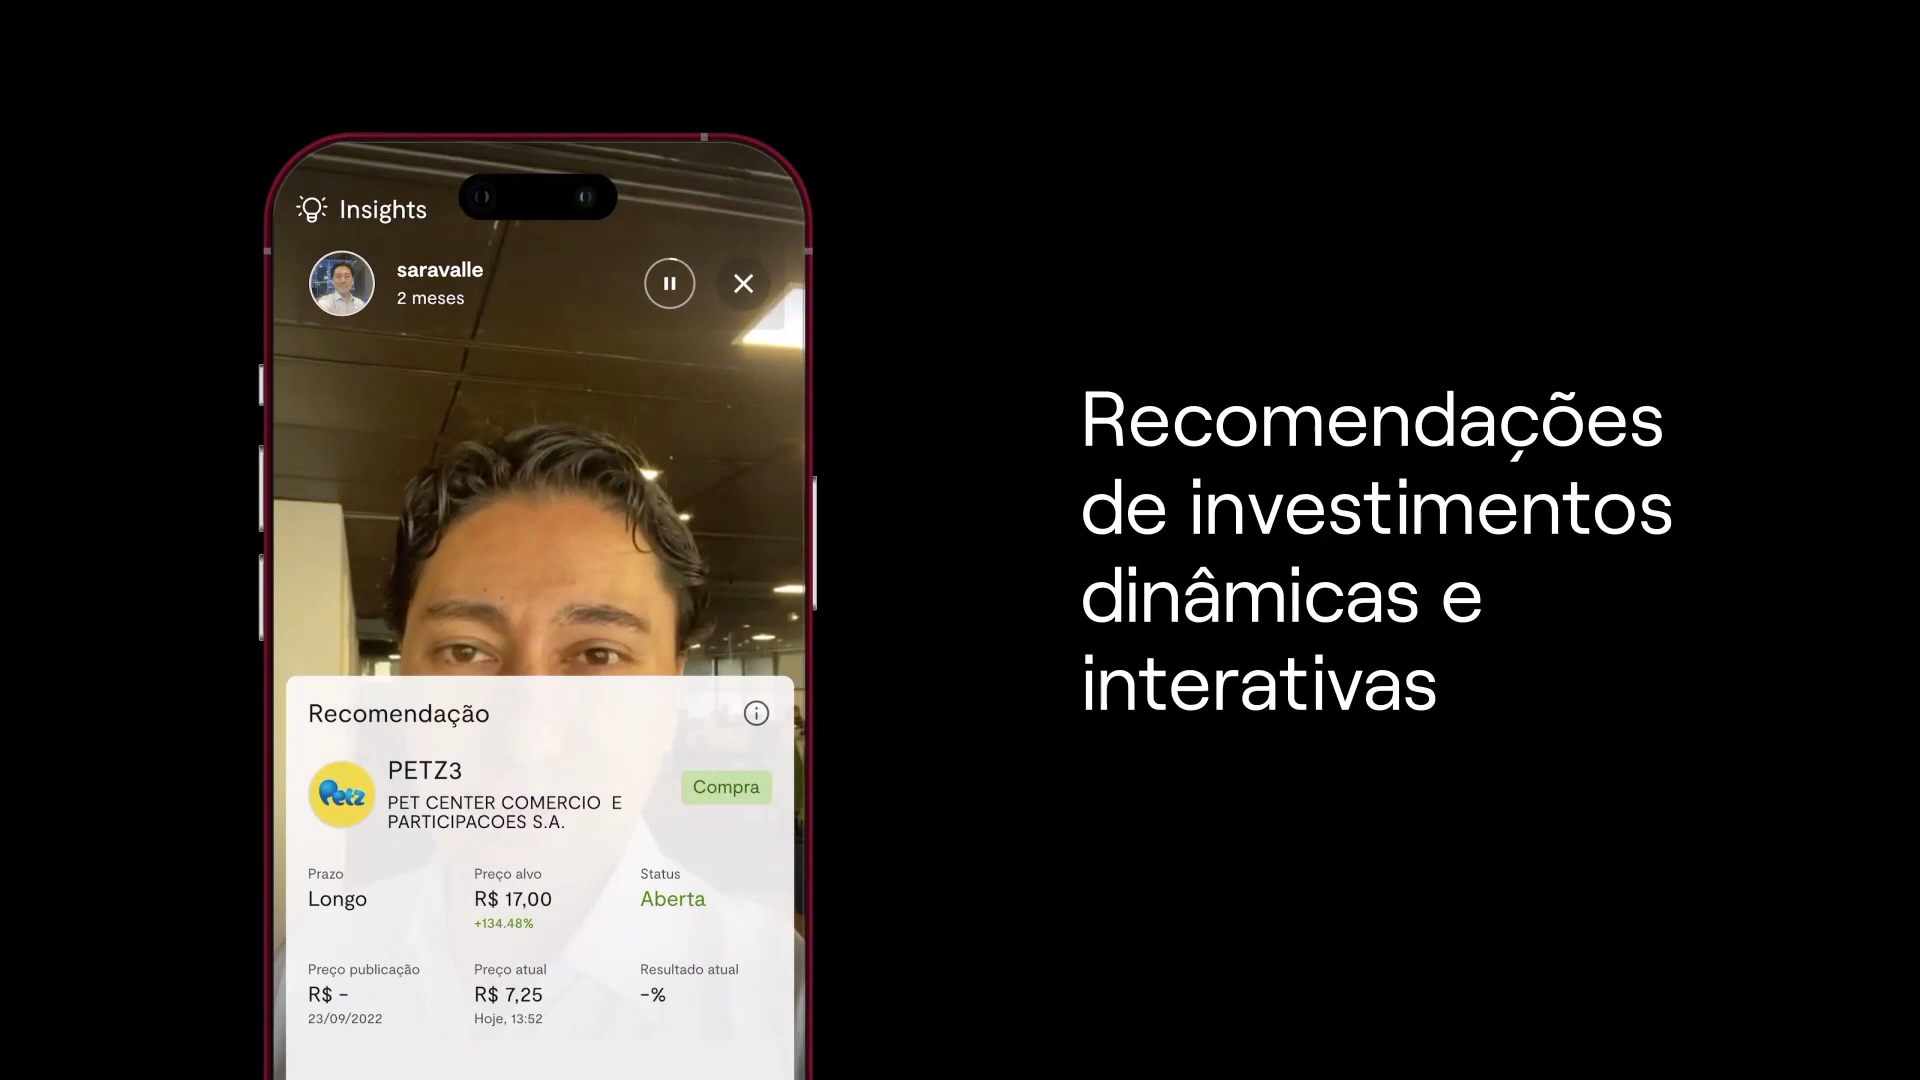 Insights
saravalle
2 meses
Recomendação
Petz
PETZ3
PET CENTER COMERCIO E
PARTICIPACOES S.A.
Compra
Prazo
Longo
Preço alvo
R$ 17,00
+134.48%
Status
Aberta
Preço publicação
R$ -
23/09/2022
Preço atual
R$ 7,25
Hoje, 13:52
Resultado atual
-%
Recomendações
de investimentos
dinâmicas e
interativas